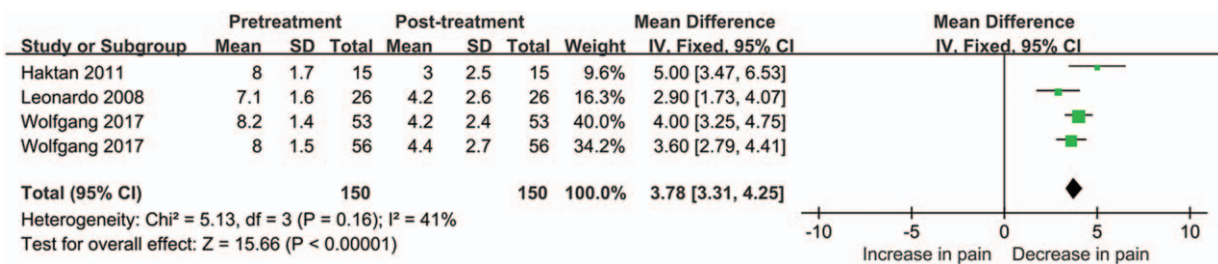 Pretreatment Post-treatment Mean Difference Mean Difference
Study or Subgroup Mean SD Total Mean SD Total Weight IV, Fixed, 95% CI IV, Fixed, 95% CI
Haktan 2011 8 1.7 15 3 2.5 15 9.6% 5.00 [3.47, 6.53]
Leonardo 2008 7.1 1.6 26 4.2 2.6 26 16.3% 2.90 [1.73, 4.07]
Wolfgang 2017 8.2 1.4 53 4.2 2.4 53 40.0% 4.00 [3.25, 4.75]
Wolfgang 2017 8 1.5 56 4.4 2.7 56 34.2% 3.60 [2.79, 4.41]
Total (95% CI) 150 150 100.0% 3.78 [3.31, 4.25]
Heterogeneity: Chi² = 5.13, df = 3 (P = 0.16); I² = 41%
Test for overall effect: Z = 15.66 (P < 0.00001)
-10 -5 0 5 10
Increase in pain Decrease in pain